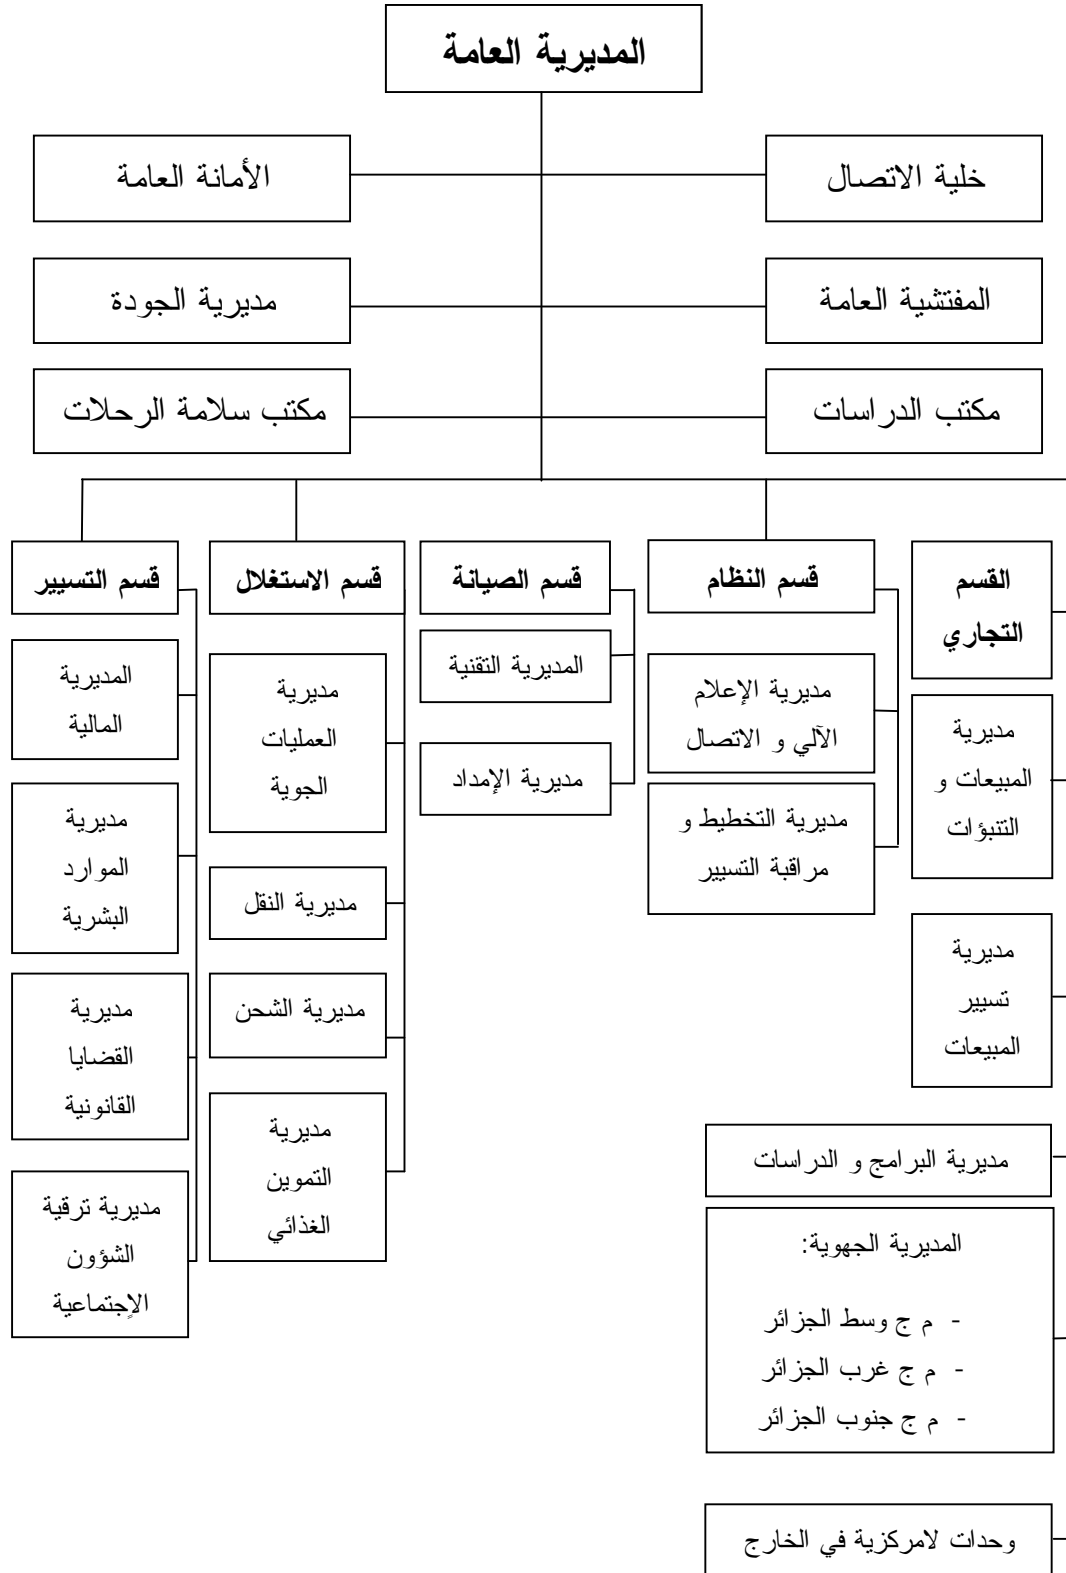 المديرية العامة
خلية الاتصال
الأمانة العامة
المفتشية العامة
مديرية الجودة
مكتب الدراسات
مكتب سلامة الرحلات
القسم
التجاري
مديرية
المبيعات و
التنبؤات
مديرية
تسيير
المبيعات
مديرية البرامج و الدراسات
المديرية الجهوية:
- م ج وسط الجزائر
- م ج غرب الجزائر
- م ج جنوب الجزائر
وحدات لامركزية في الخارج
قسم النظام
مديرية الإعلام
الآلي و الاتصال
مديرية التخطيط و
مراقبة التسيير
قسم الصيانة
المديرية التقنية
مديرية الإمداد
قسم الاستغلال
مديرية
العمليات
الجوية
مديرية النقل
مديرية الشحن
مديرية
التموين
الغذائي
قسم التسيير
المديرية
المالية
مديرية
الموارد
البشرية
مديرية
القضايا
القانونية
مديرية ترقية
الشؤون
الإجتماعية